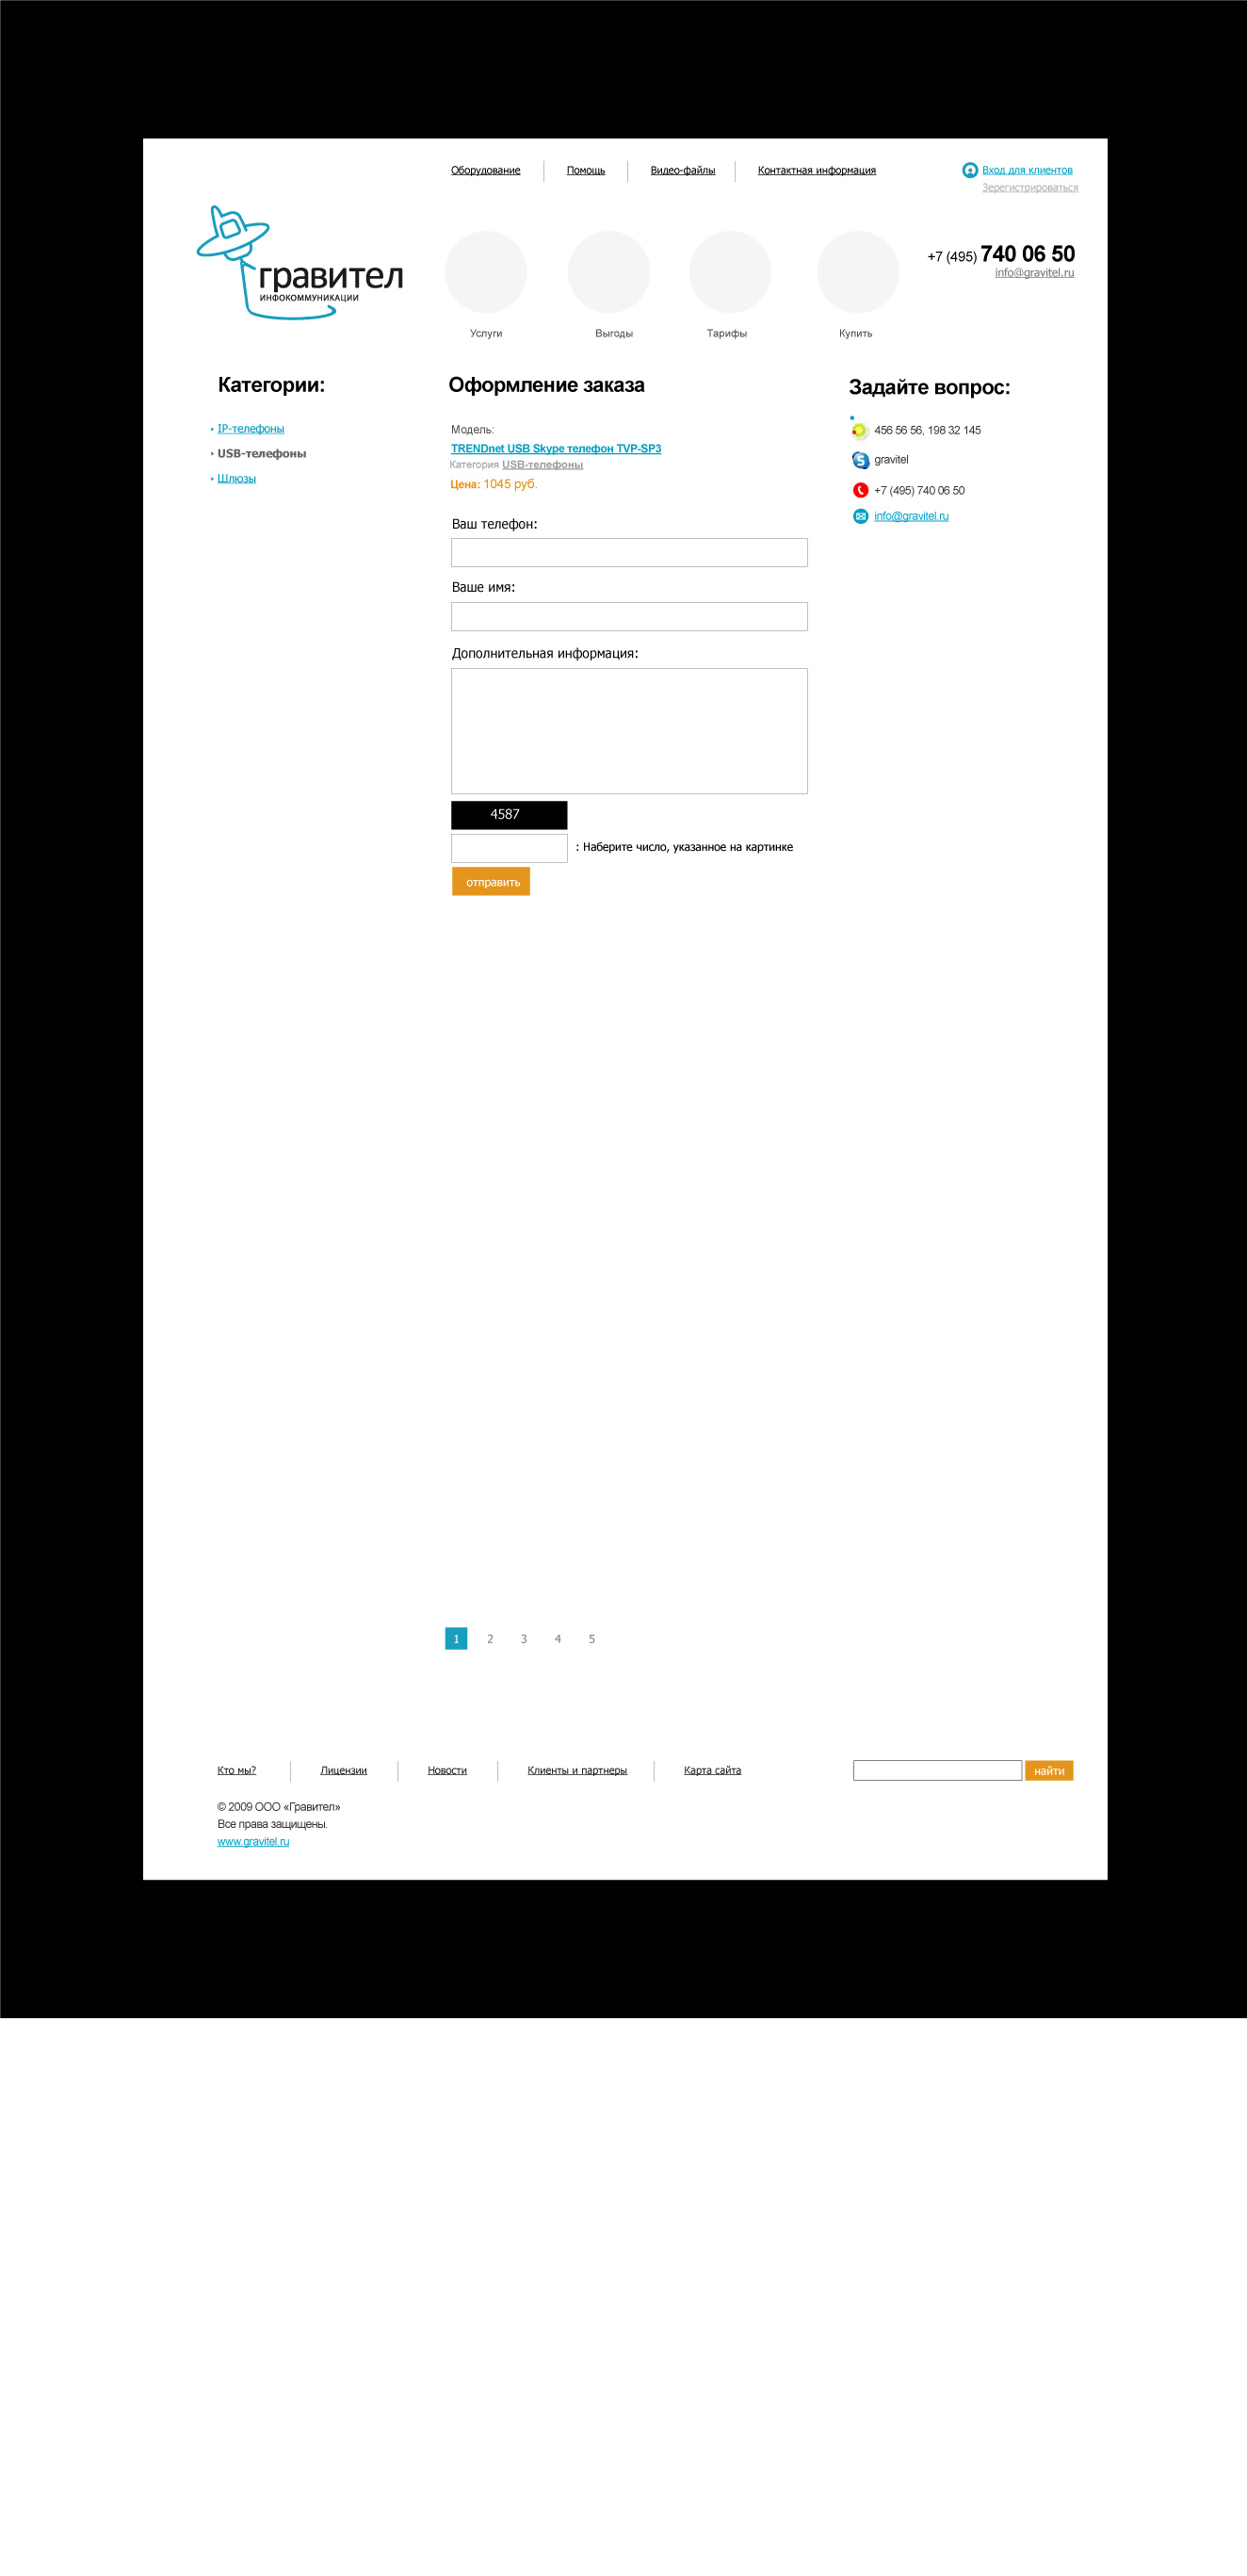 Оборудование Помощь Видео-файлы Контактная информация Вход для клиентов
Зерегистрироваться
гравител
ИНФОКОММУНИКАЦИИ
+7 (495) 740 06 50
info@gravitel.ru
Услуги Выгоды Тарифы Купить
Категории:
IP-телефоны
USB-телефоны
Шлюзы
Оформление заказа
Модель:
TRENDnet USB Skype телефон TVP-SP3
Категория USB-телефоны
Цена: 1045 руб.
Ваш телефон:
Ваше имя:
Дополнительная информация:
4587
: Наберите число, указанное на картинке
отправить
Задайте вопрос:
456 56 56, 198 32 145
gravitel
+7 (495) 740 06 50
info@gravitel.ru
1 2 3 4 5
Кто мы? Лицензии Новости Клиенты и партнеры Карта сайта найти
© 2009 ООО «Гравител»
Все права защищены.
www.gravitel.ru